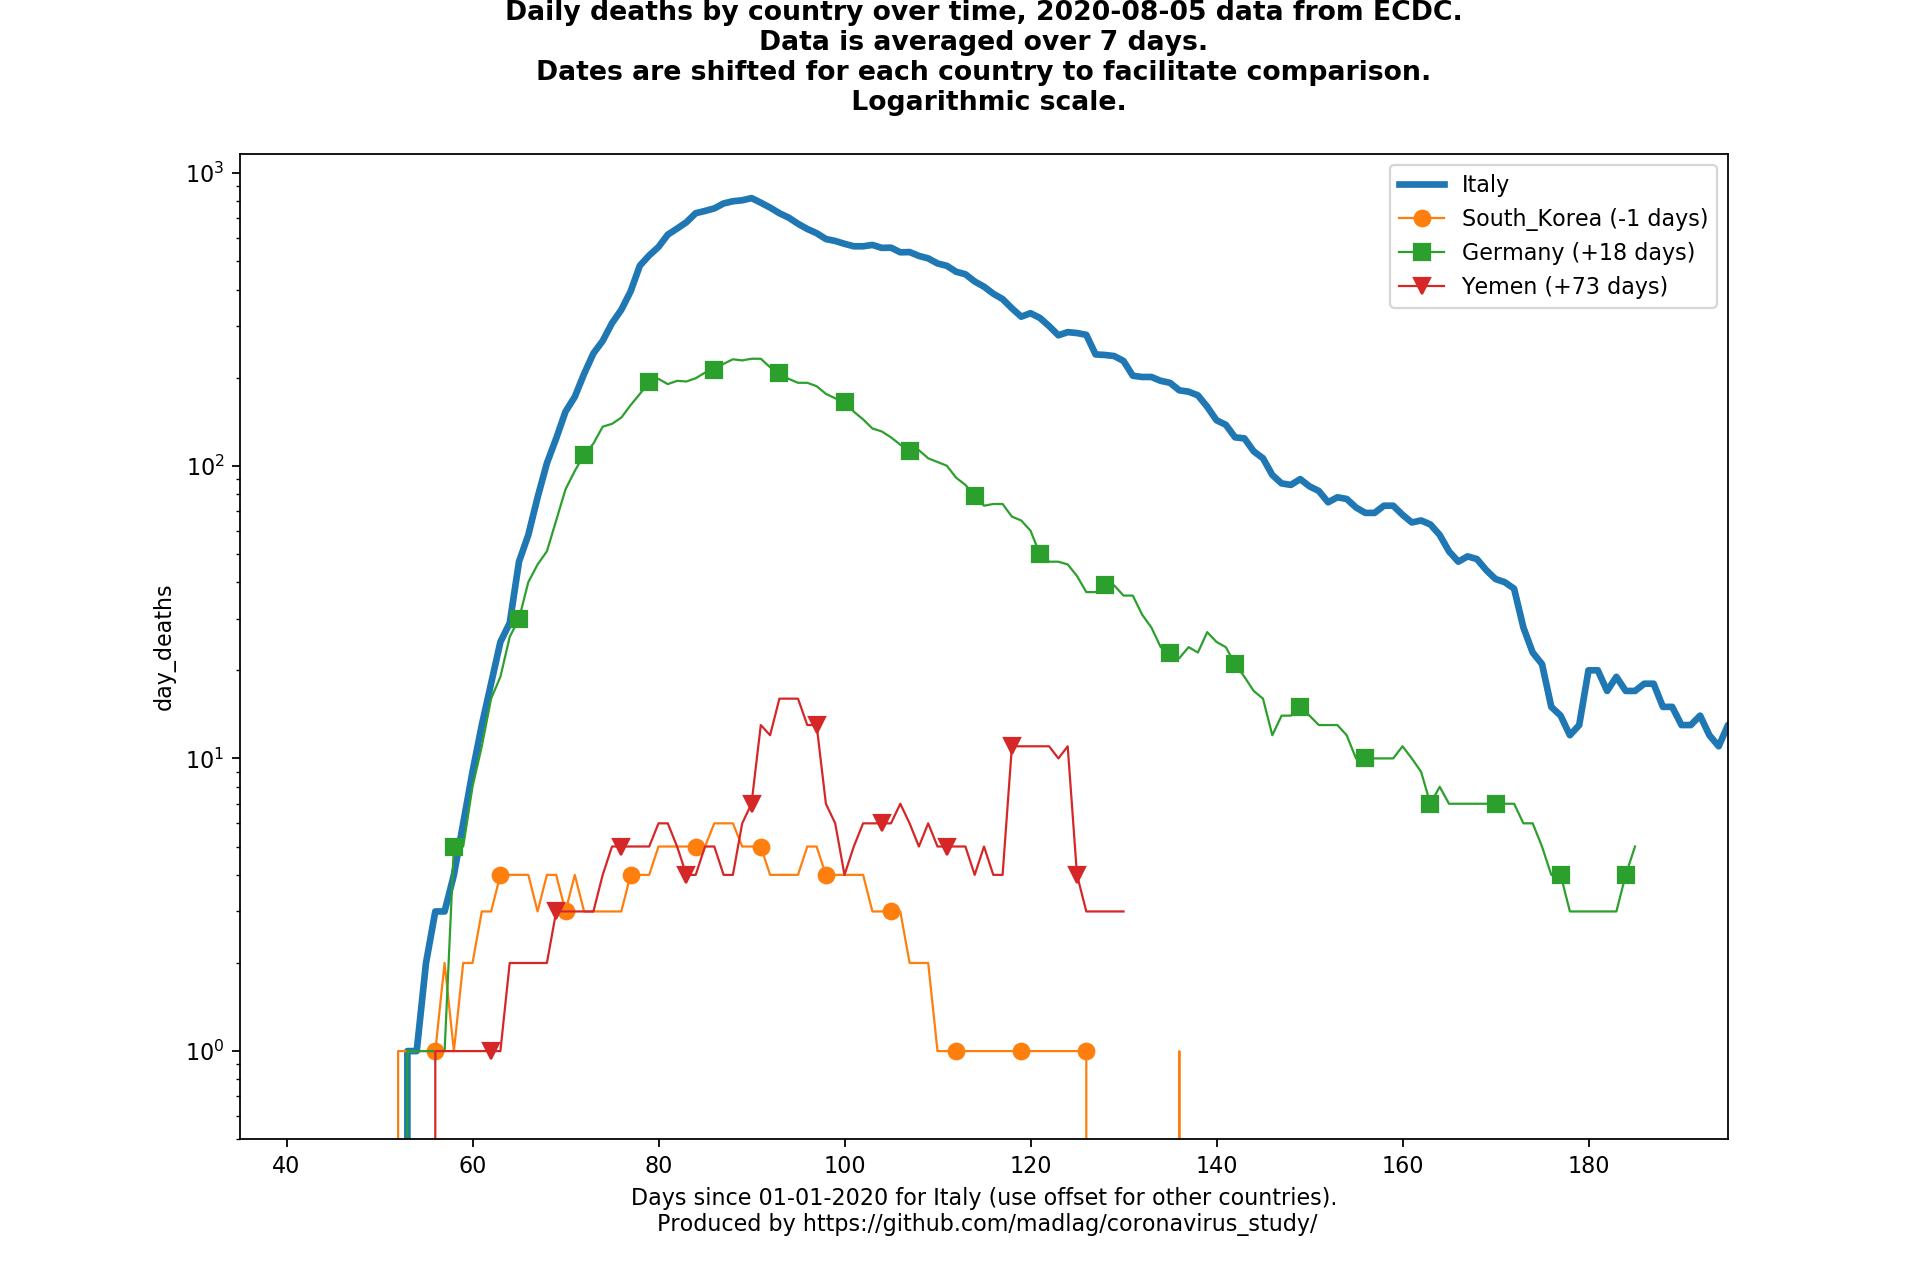 Daily deaths by country over time, 2020-08-05 data from ECDC.
Data is averaged over 7 days.
Dates are shifted for each country to facilitate comparison.
Logarithmic scale.
10³
10²
10¹
10⁰
day_deaths
Italy
South_Korea (-1 days)
Germany (+18 days)
Yemen (+73 days)
40 60 80 100 120 140 160 180
Days since 01-01-2020 for Italy (use offset for other countries).
Produced by https://github.com/madlag/coronavirus_study/